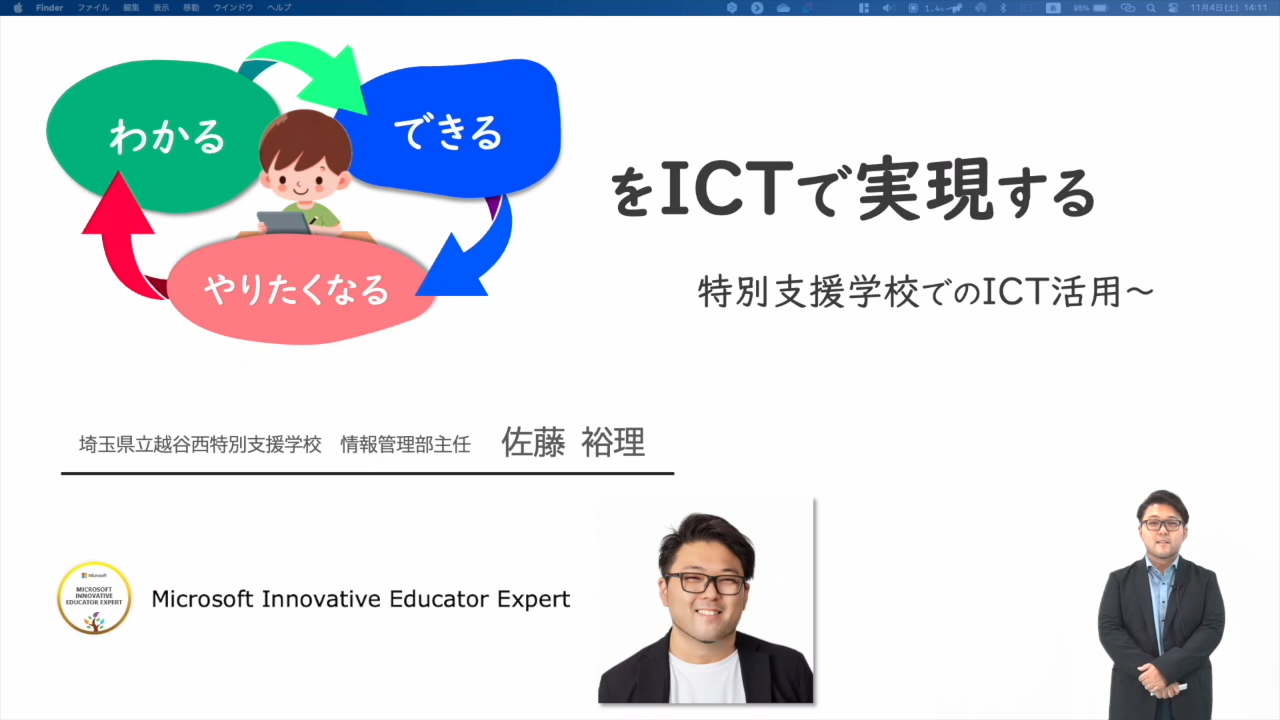 Finder ファイル 編集 表示 移動 ウインドウ ヘルプ
95% 11月4日(土) 14:11
わかる
できる
やりたくなる
をICTで実現する
特別支援学校でのICT活用～
埼玉県立越谷西特別支援学校 情報管理部主任 佐藤 裕理
Microsoft
MICROSOFT
INNOVATIVE
EDUCATOR EXPERT
Microsoft Innovative Educator Expert